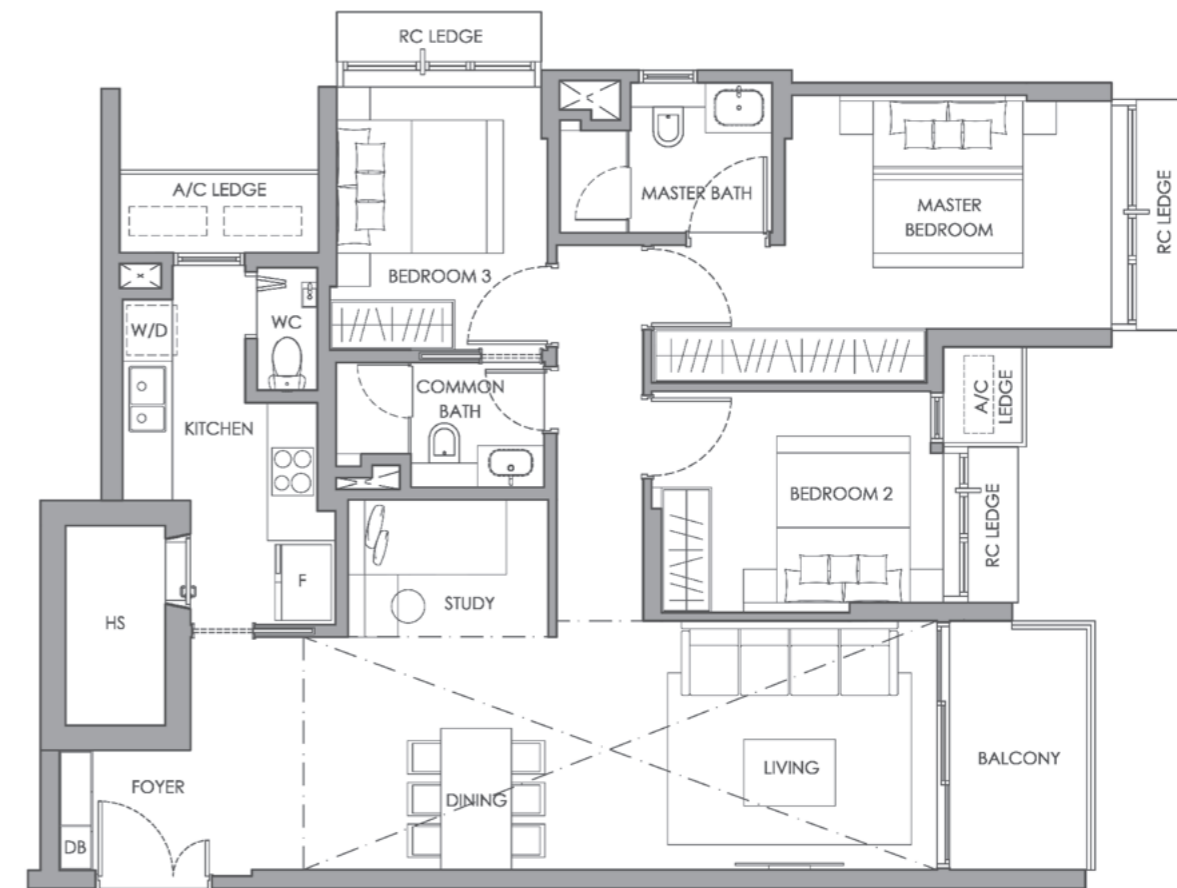 RC LEDGE
A/C LEDGE
MASTER BATH
MASTER
BEDROOM
RC LEDGE
BEDROOM 3
W/D
WC
COMMON
BATH
A/C
LEDGE
KITCHEN
BEDROOM 2
RC LEDGE
F
STUDY
HS
FOYER
DINING
LIVING
BALCONY
DB